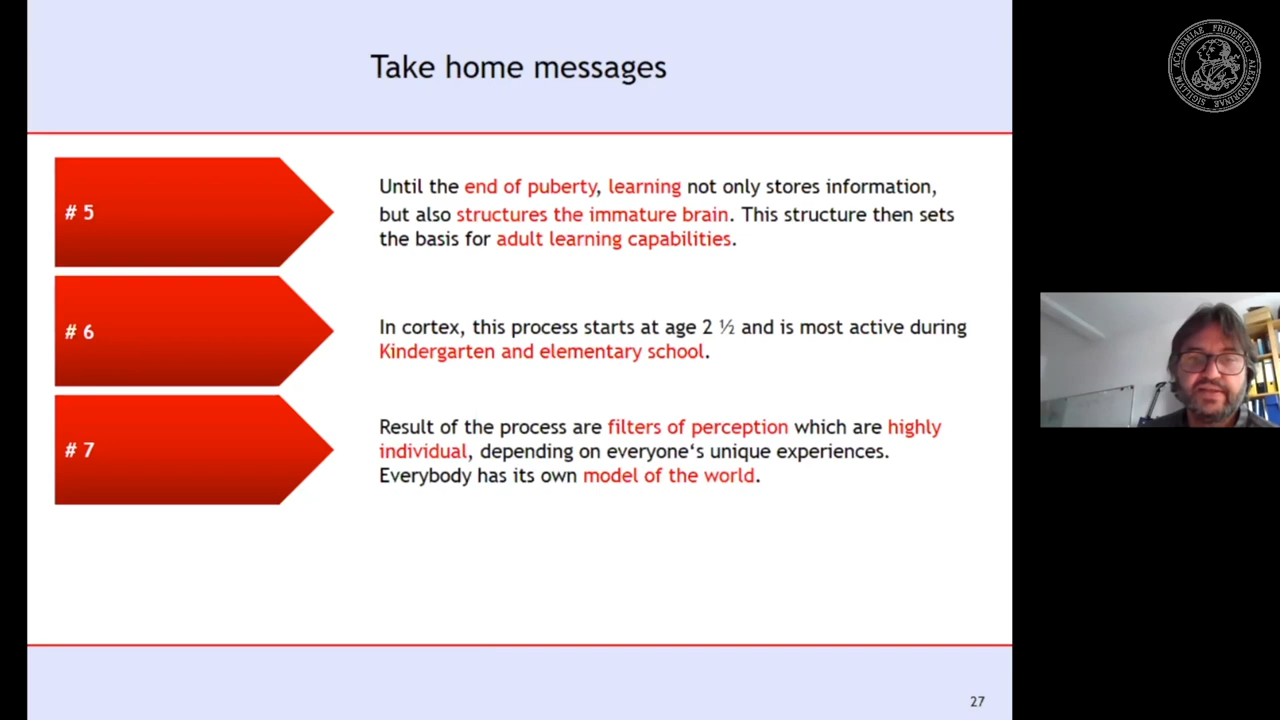 Take home messages
# 5
Until the end of puberty, learning not only stores information,
but also structures the immature brain. This structure then sets
the basis for adult learning capabilities.
# 6
In cortex, this process starts at age 2 ½ and is most active during
Kindergarten and elementary school.
# 7
Result of the process are filters of perception which are highly
individual, depending on everyone‘s unique experiences.
Everybody has its own model of the world.
27
ACADEMIAE FRIDERICO ALEXANDRINAE SIGILLVM